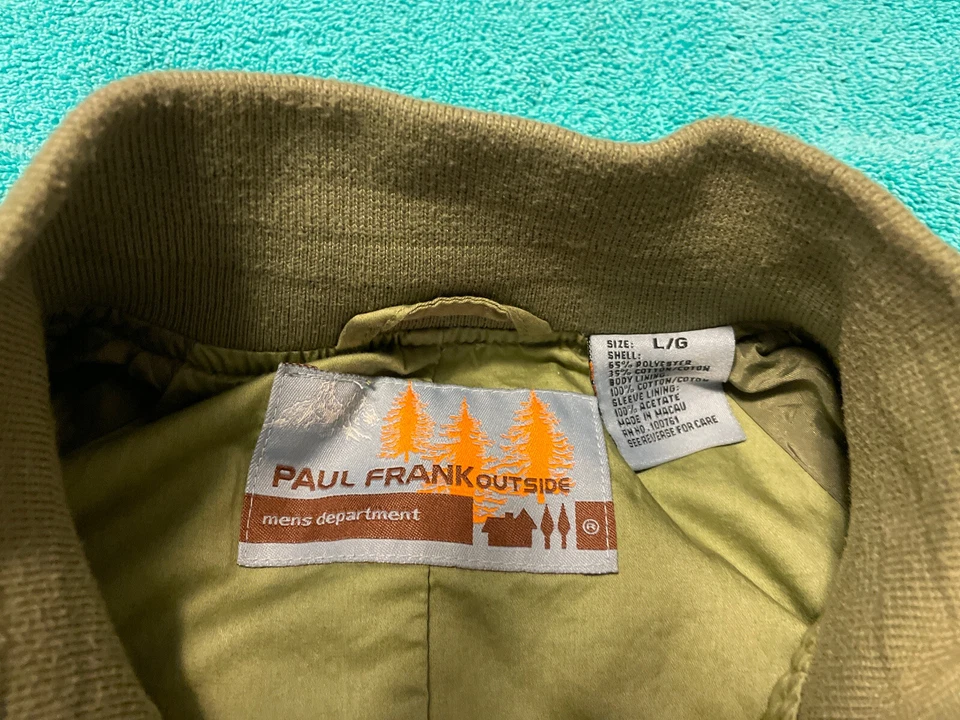 SIZE: L/G
SHELL:
65% POLYESTER
35% COTTON/COTON
BODY LINING:
100% COTTON/COTON
SLEEVE LINING:
100% ACETATE
MADE IN MACAU
RN NO. 100761
SEE REVERSE FOR CARE
PAUL FRANK OUTSIDE
mens department
®